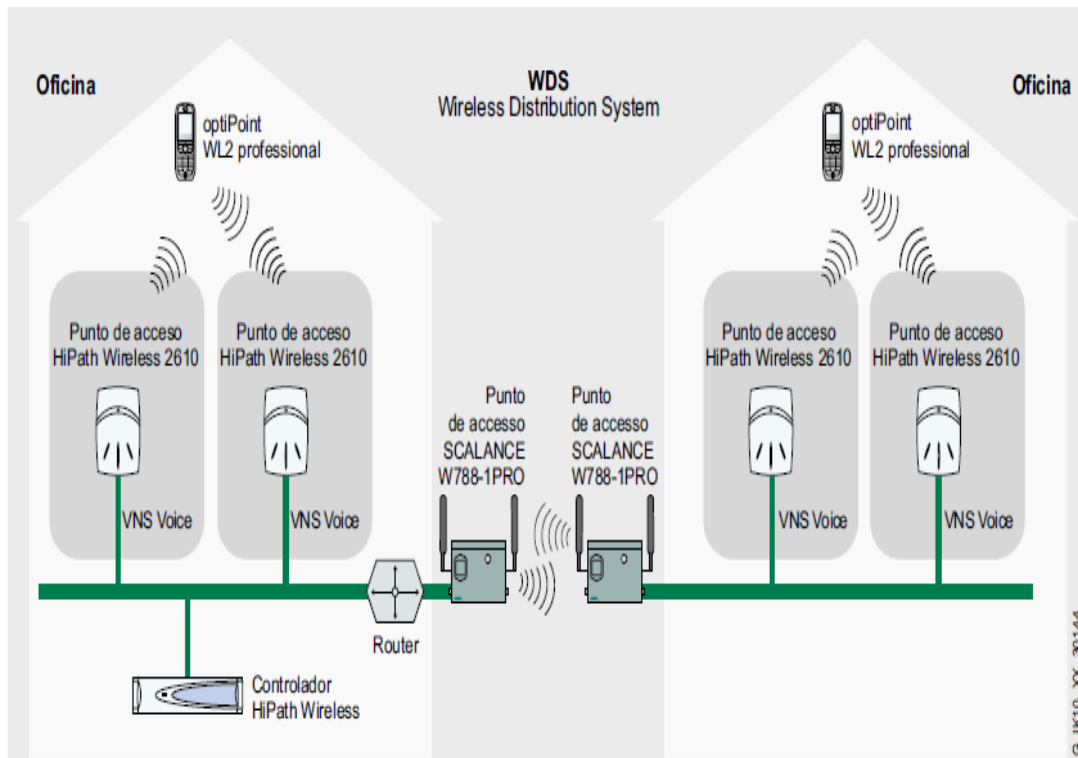 Oficina
WDS
Wireless Distribution System
Oficina
optiPoint
WL2 professional
optiPoint
WL2 professional
Punto de acceso
HiPath Wireless 2610
Punto de acceso
HiPath Wireless 2610
Punto de acceso
HiPath Wireless 2610
Punto de acceso
HiPath Wireless 2610
Punto
de accesso
SCALANCE
W788-1PRO
Punto
de accesso
SCALANCE
W788-1PRO
VNS Voice
VNS Voice
VNS Voice
VNS Voice
Router
Controlador
HiPath Wireless